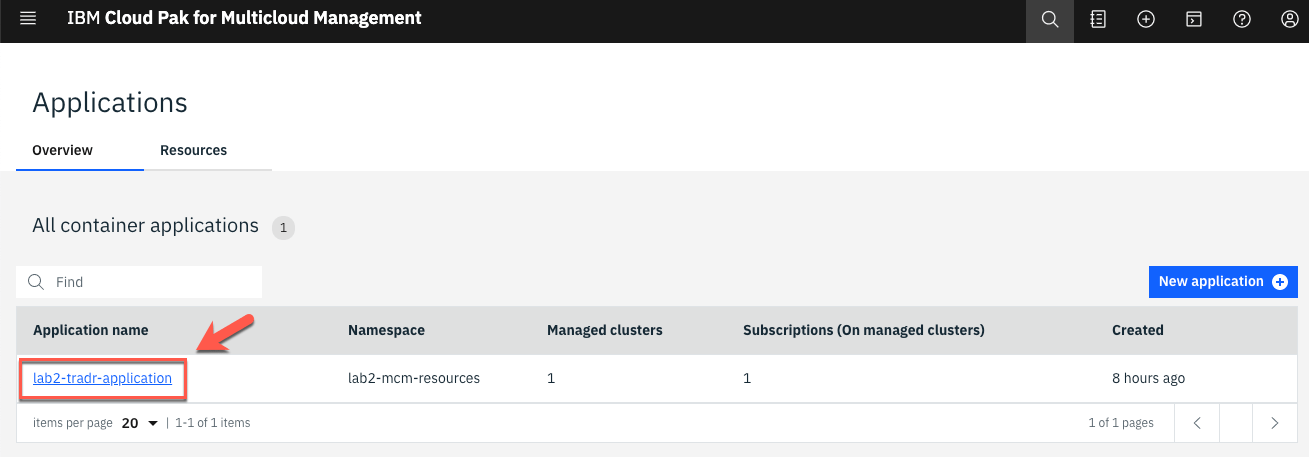 IBM Cloud Pak for Multicloud Management
Applications
Overview Resources
All container applications 1
Find
New application
Application name Namespace Managed clusters Subscriptions (On managed clusters) Created
lab2-tradr-application lab2-mcm-resources 1 1 8 hours ago
items per page 20 | 1-1 of 1 items 1 of 1 pages